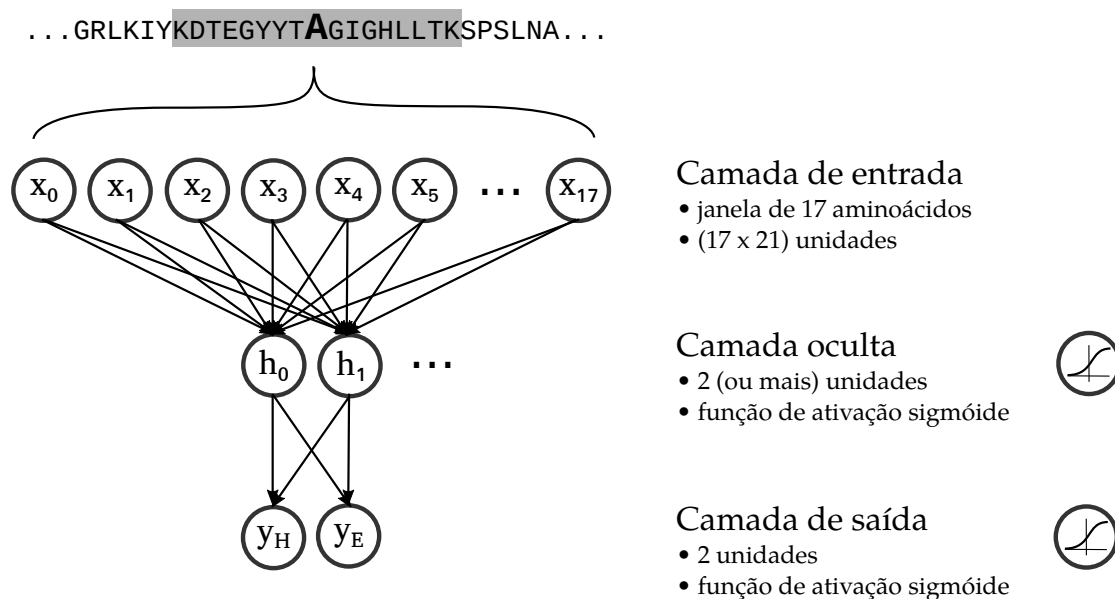 ...GRLKIYKDTEGYYTAGIGHLLTKSPSLNA...
x₀ x₁ x₂ x₃ x₄ x₅ ... x₁₇
Camada de entrada
• janela de 17 aminoácidos
• (17 x 21) unidades
h₀ h₁ ...
Camada oculta
• 2 (ou mais) unidades
• função de ativação sigmóide
y_H y_E
Camada de saída
• 2 unidades
• função de ativação sigmóide